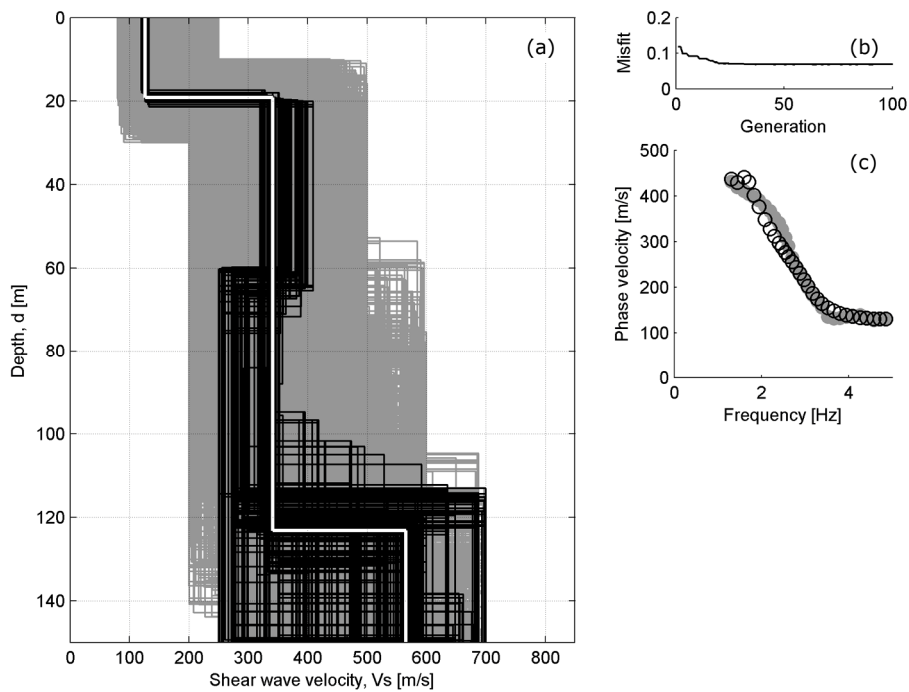 0
20
40
60
80
100
120
140
Depth, d [m]
0 100 200 300 400 500 600 700 800
Shear wave velocity, Vs [m/s]
(a)
0.2
0.1
0
Misfit
(b)
0 50 100
Generation
500
400
300
200
100
0
Phase velocity [m/s]
(c)
0 2 4
Frequency [Hz]